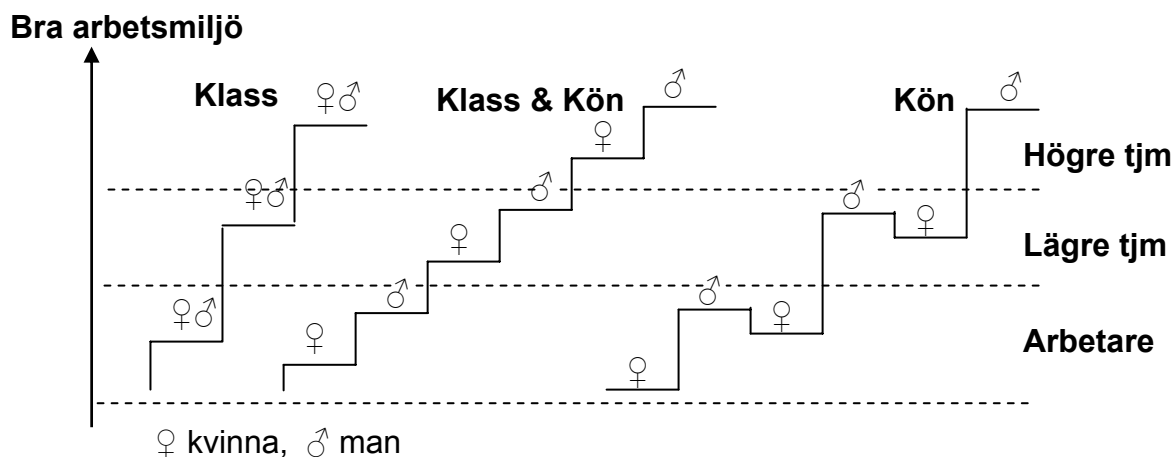 Bra arbetsmiljö
Klass ♀♂ Klass & Kön ♂ Kön ♂
♀ Högre tjm
♀♂ ♂ ♂ ♀ Lägre tjm
♀
♀♂ ♀ ♂ ♂ ♀ Arbetare
♀
♀ kvinna, ♂ man